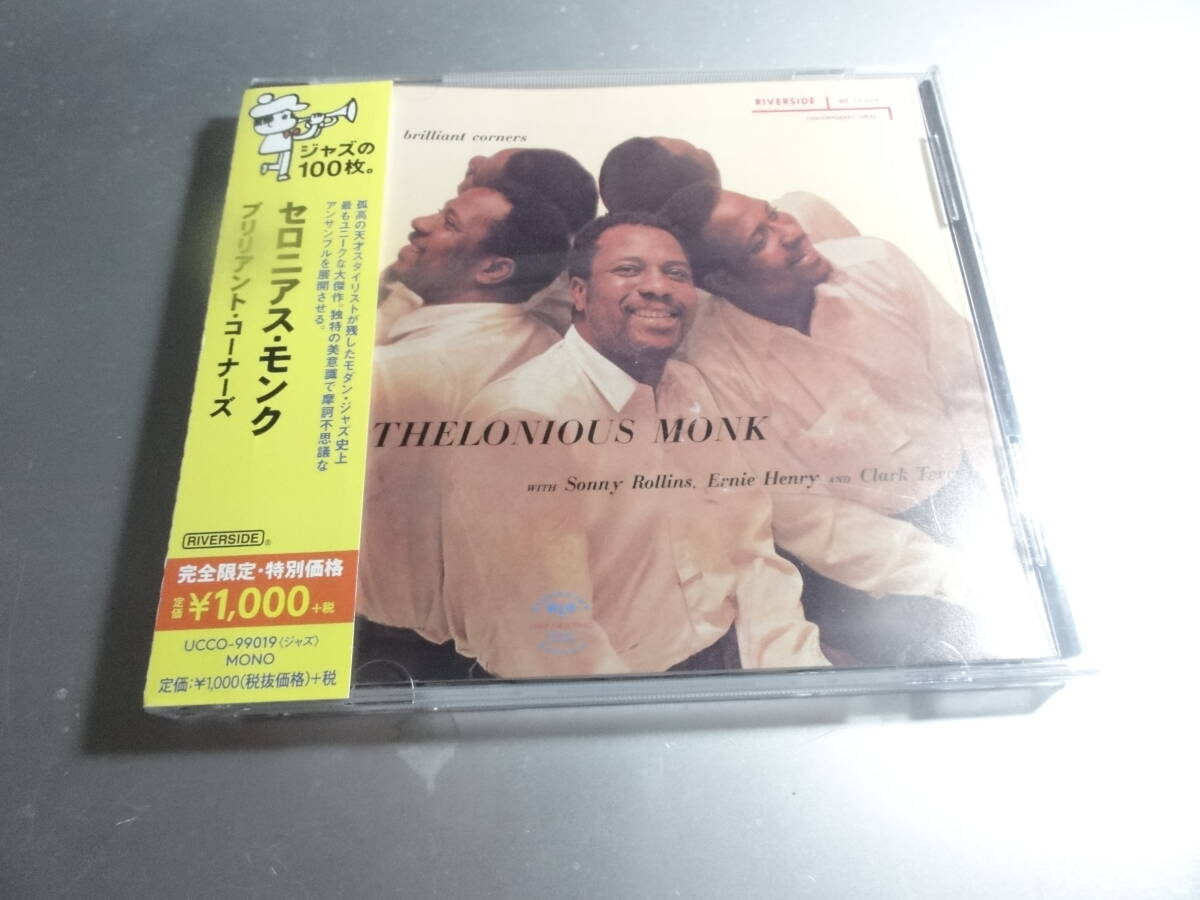 ジャズの
100枚。
孤高の天才スタイリストが残したモダン・ジャズ史上
最もユニークな大傑作。独特の美意識で摩訶不思議な
アンサンブルを展開させる。
セロニアス・モンク
ブリリアント・コーナーズ
RIVERSIDE®
完全限定・特別価格
定価 ¥1,000+税
UCCO-99019〈ジャズ〉
MONO
定価:¥1,000(税抜価格)+税
brilliant corners
RIVERSIDE
THELONIOUS MONK
WITH Sonny Rollins, Ernie Henry AND Clark